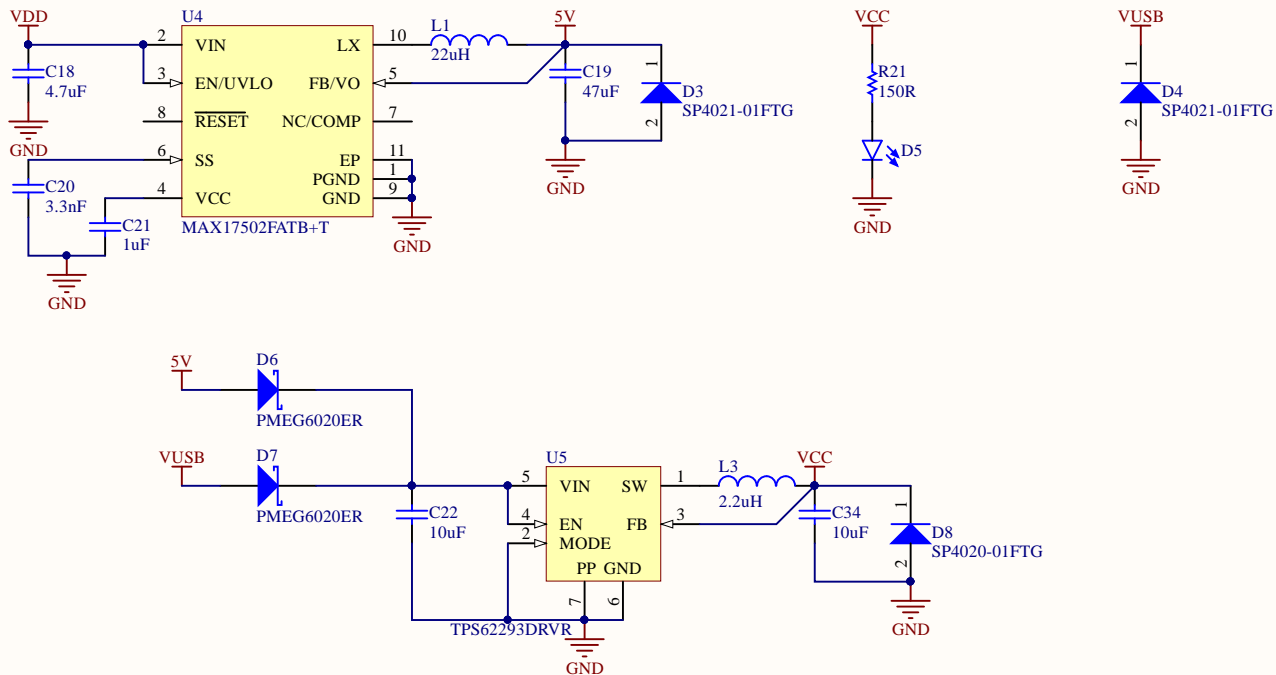 VDD
U4
2
VIN
LX
10
L1
22uH
5V
C18
4.7uF
3
EN/UVLO
FB/VO
5
C19
47uF
1
D3
SP4021-01FTG
2
GND
8
RESET
NC/COMP
7
GND
6
SS
EP
11
C20
3.3nF
PGND
1
4
VCC
GND
9
C21
1uF
MAX17502FATB+T
GND
GND
VCC
R21
150R
D5
GND
VUSB
1
D4
SP4021-01FTG
2
GND
5V
D6
PMEG6020ER
VUSB
D7
PMEG6020ER
C22
10uF
U5
5
VIN
SW
1
L3
2.2uH
VCC
4
EN
FB
3
2
MODE
PP GND
7
6
TPS62293DRVR
GND
C34
10uF
1
D8
SP4020-01FTG
2
GND